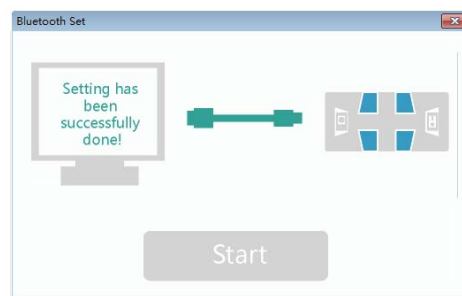 Bluetooth Set
Setting has
been
successfully
done!
Start